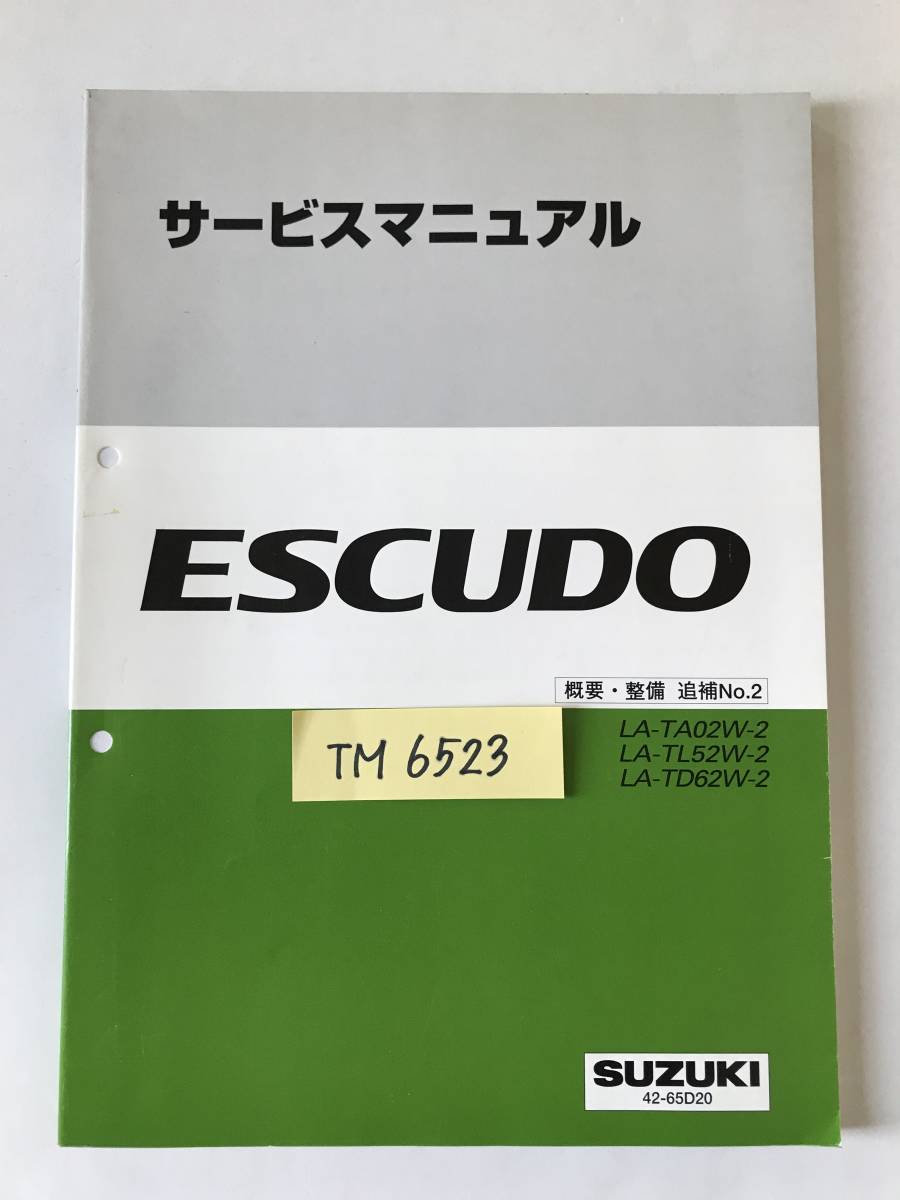 サービスマニュアル
ESCUDO
概要・整備 追補No.2
LA-TA02W-2
LA-TL52W-2
LA-TD62W-2
TM 6523
SUZUKI
42-65D20